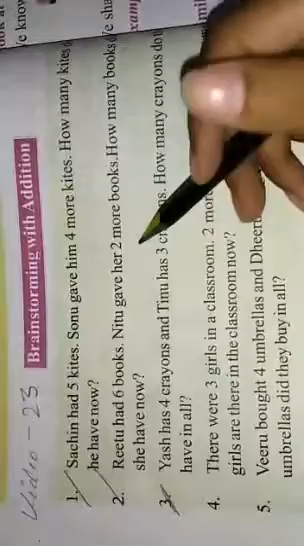 Video - 23
Brainstorming with Addition
1. Sachin had 5 kites. Sonu gave him 4 more kites. How many kites
he have now?
2. Reetu had 6 books. Nitu gave her 2 more books.How many books
she have now?
3. Yash has 4 crayons and Tinu has 3 How many crayons do
have in all?
4. There were 3 girls in a classroom. 2 more
girls are there in the classroom now?
5. Veeru bought 4 umbrellas and
umbrellas did they buy in all?